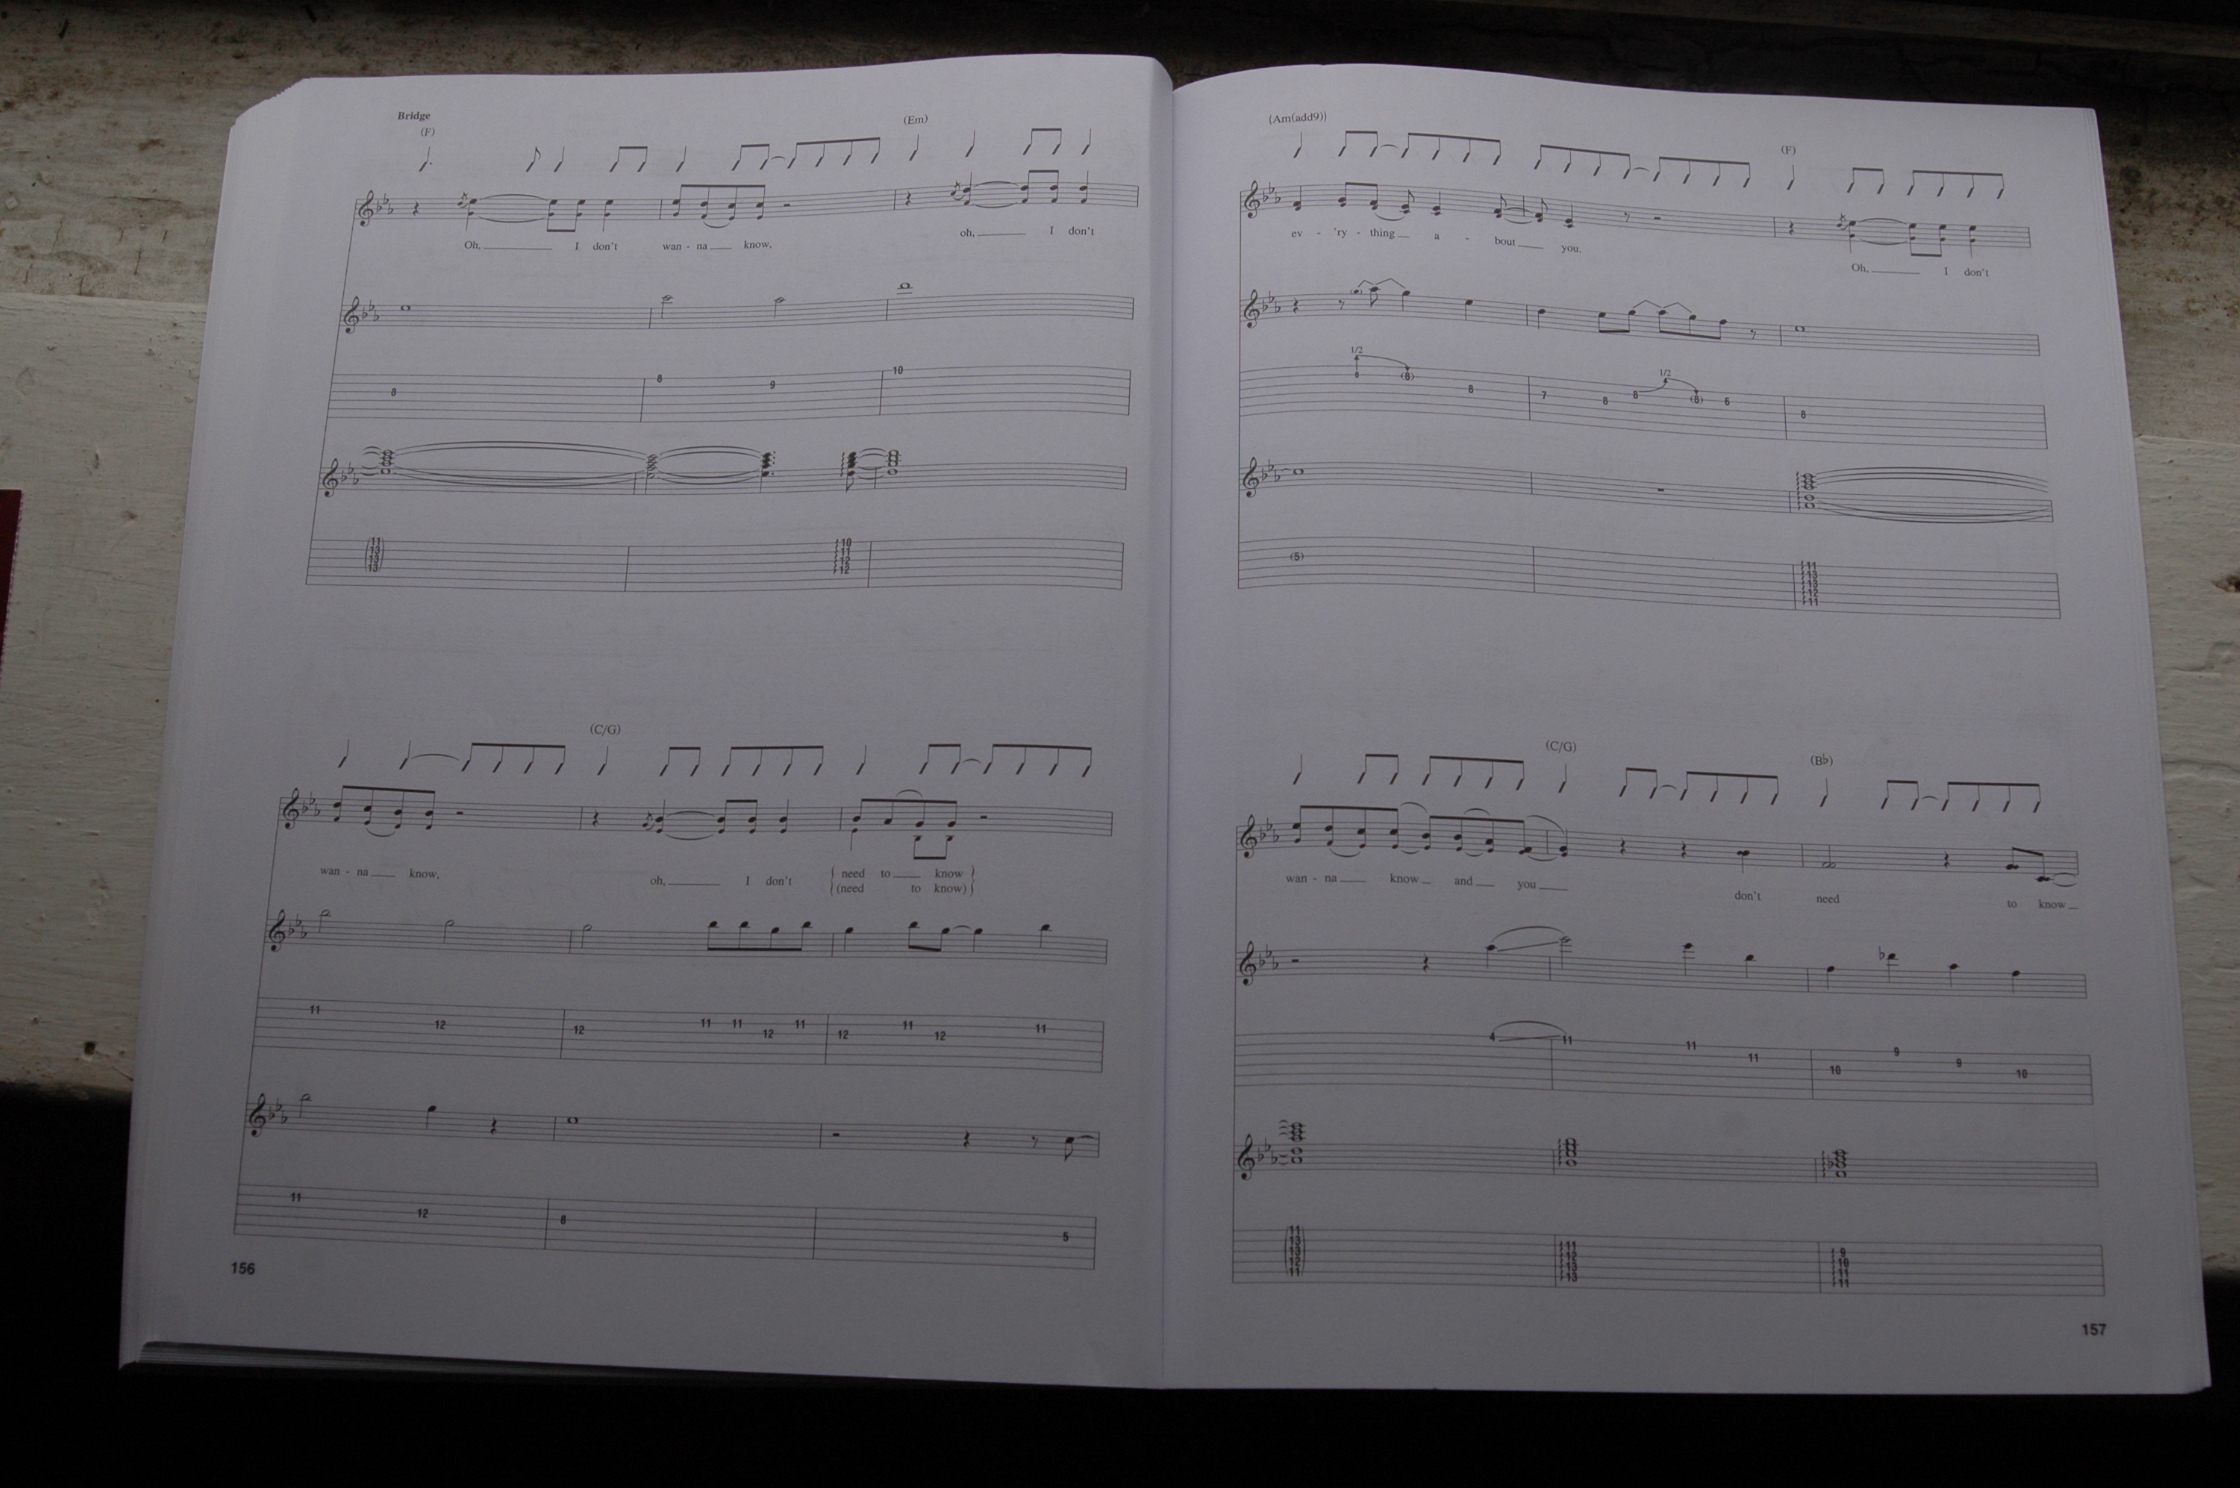 Bridge
(F) (Em)
Oh, I don't wan - na know, oh, I don't
8 8 9 10
11 13 13 13 10 11 12 12
(C/G)
wan - na know, oh, I don't { need to know }
{ (need to know) }
11 12 12 11 11 12 11 12 11 12 11
11 12 8 5
156
(Am(add9)) (F)
ev - 'ry - thing a - bout you. Oh, I don't
1/2 1/2
8 (8) 8 7 8 8 (8) 6 8
(5) 11 13 13 12 11
(C/G) (B♭)
wan - na know and you don't need to know
4 11 11 11 10 9 9 10
11 13 13 12 11 11 12 13 9 10 11 11
157